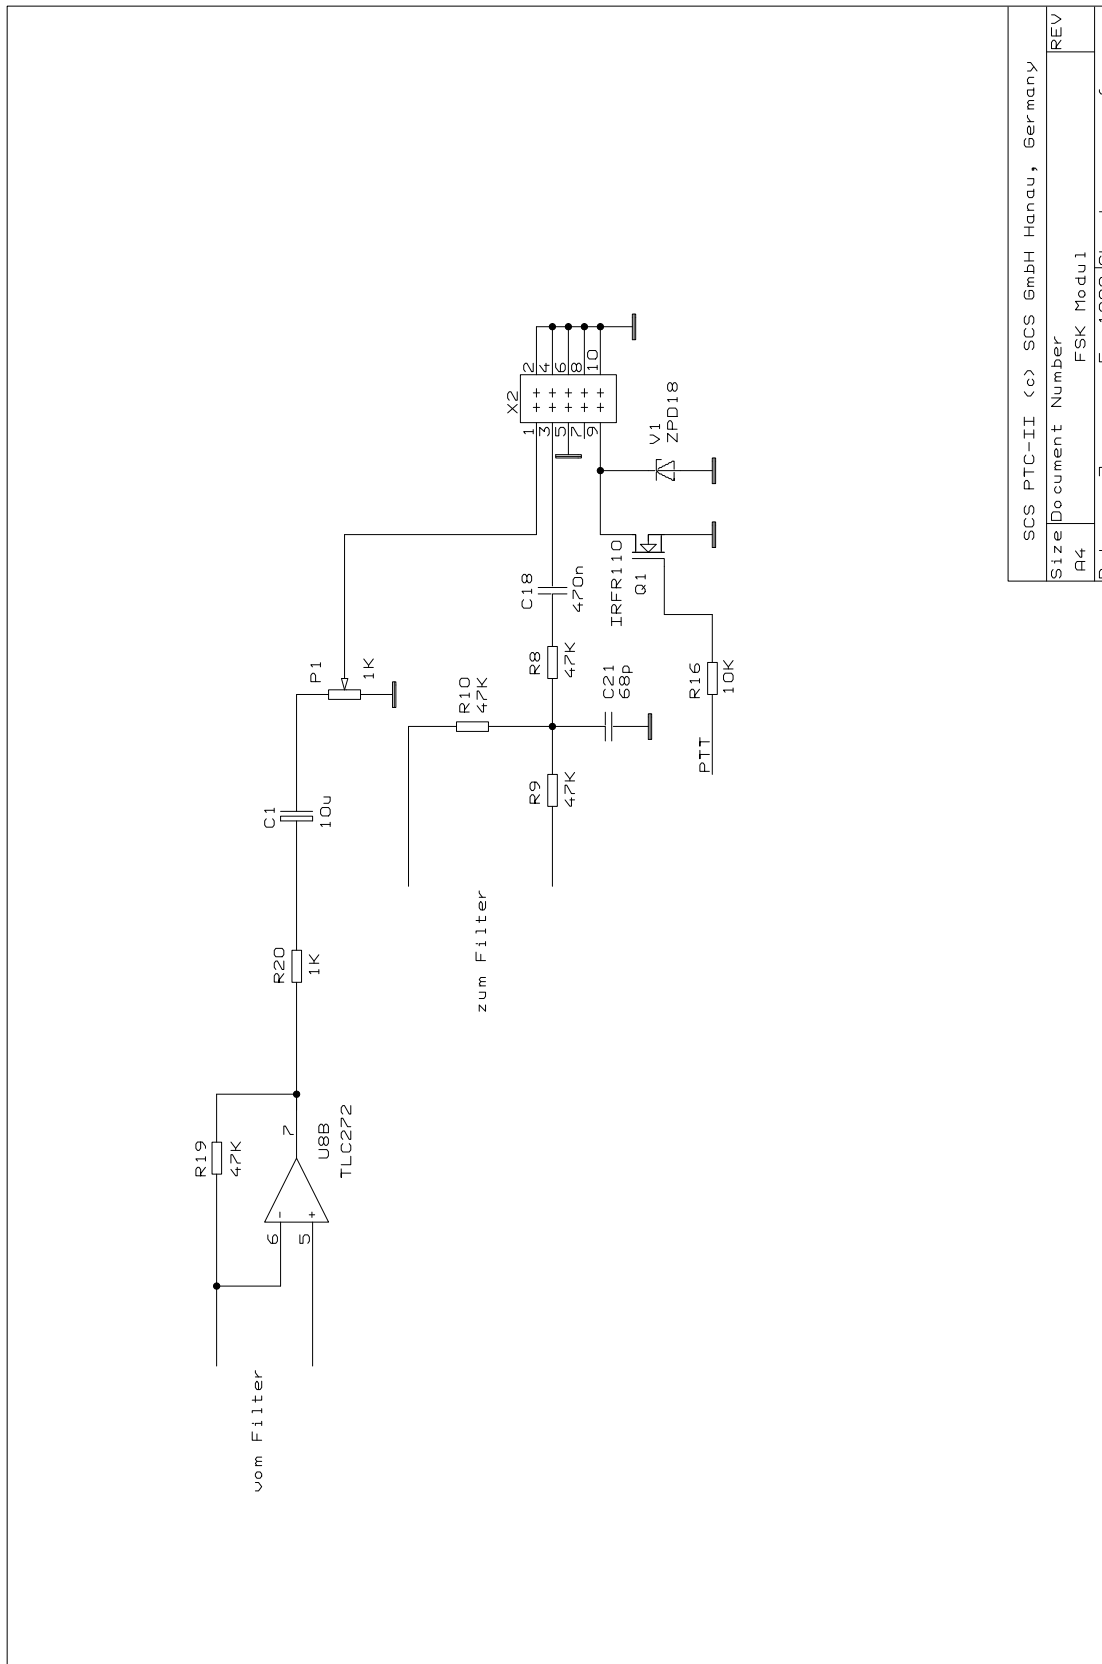 vom Filter
6
-
5
+
R19
47K
7
U8B
TLC272
R20
1K
C1
10u
P1
1K
zum Filter
R10
47K
R9
47K
R8
47K
C21
68p
C18
470n
PTT
R16
10K
IRFR110
Q1
V1
ZPD18
X2
1
2
3
4
5
6
7
8
9
10
SCS PTC-II (c) SCS GmbH Hanau, Germany
Size
Document Number
REV
A4
FSK Modul